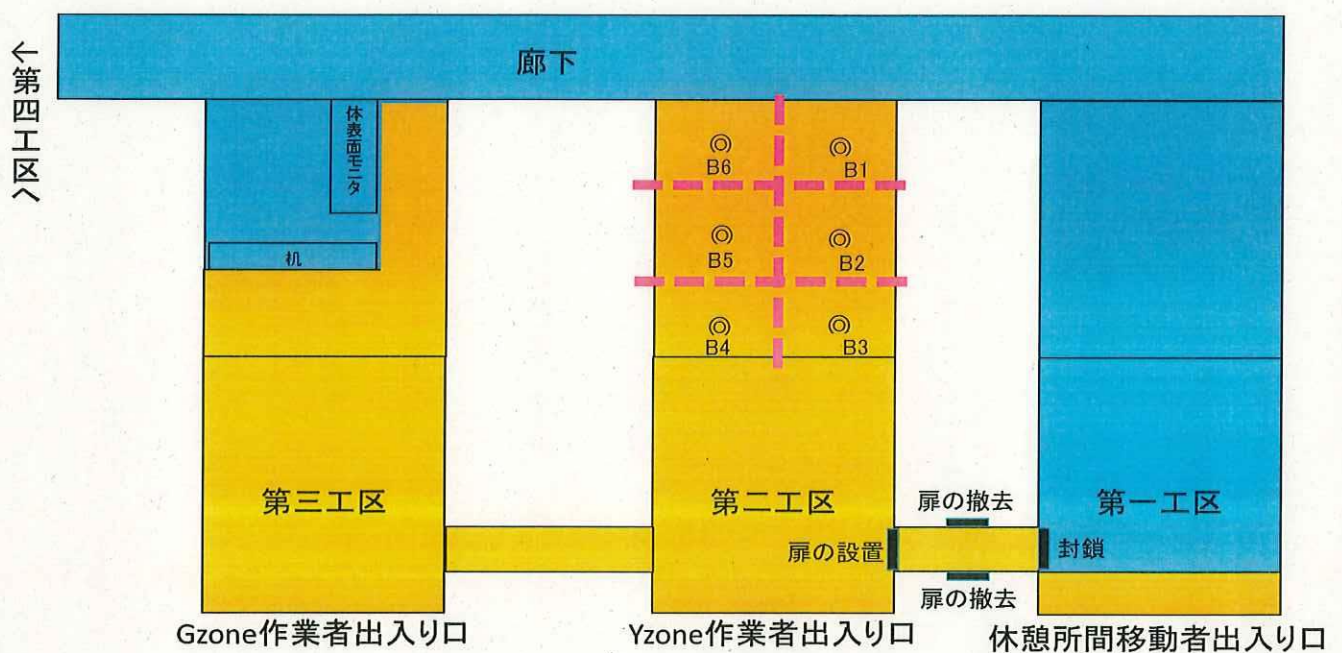 ←第四工区へ
廊下
体表面モニタ
机
B6
B1
B5
B2
B4
B3
第三工区
第二工区
第一工区
扉の撤去
扉の設置
封鎖
扉の撤去
Gzone作業者出入り口
Yzone作業者出入り口
休憩所間移動者出入り口